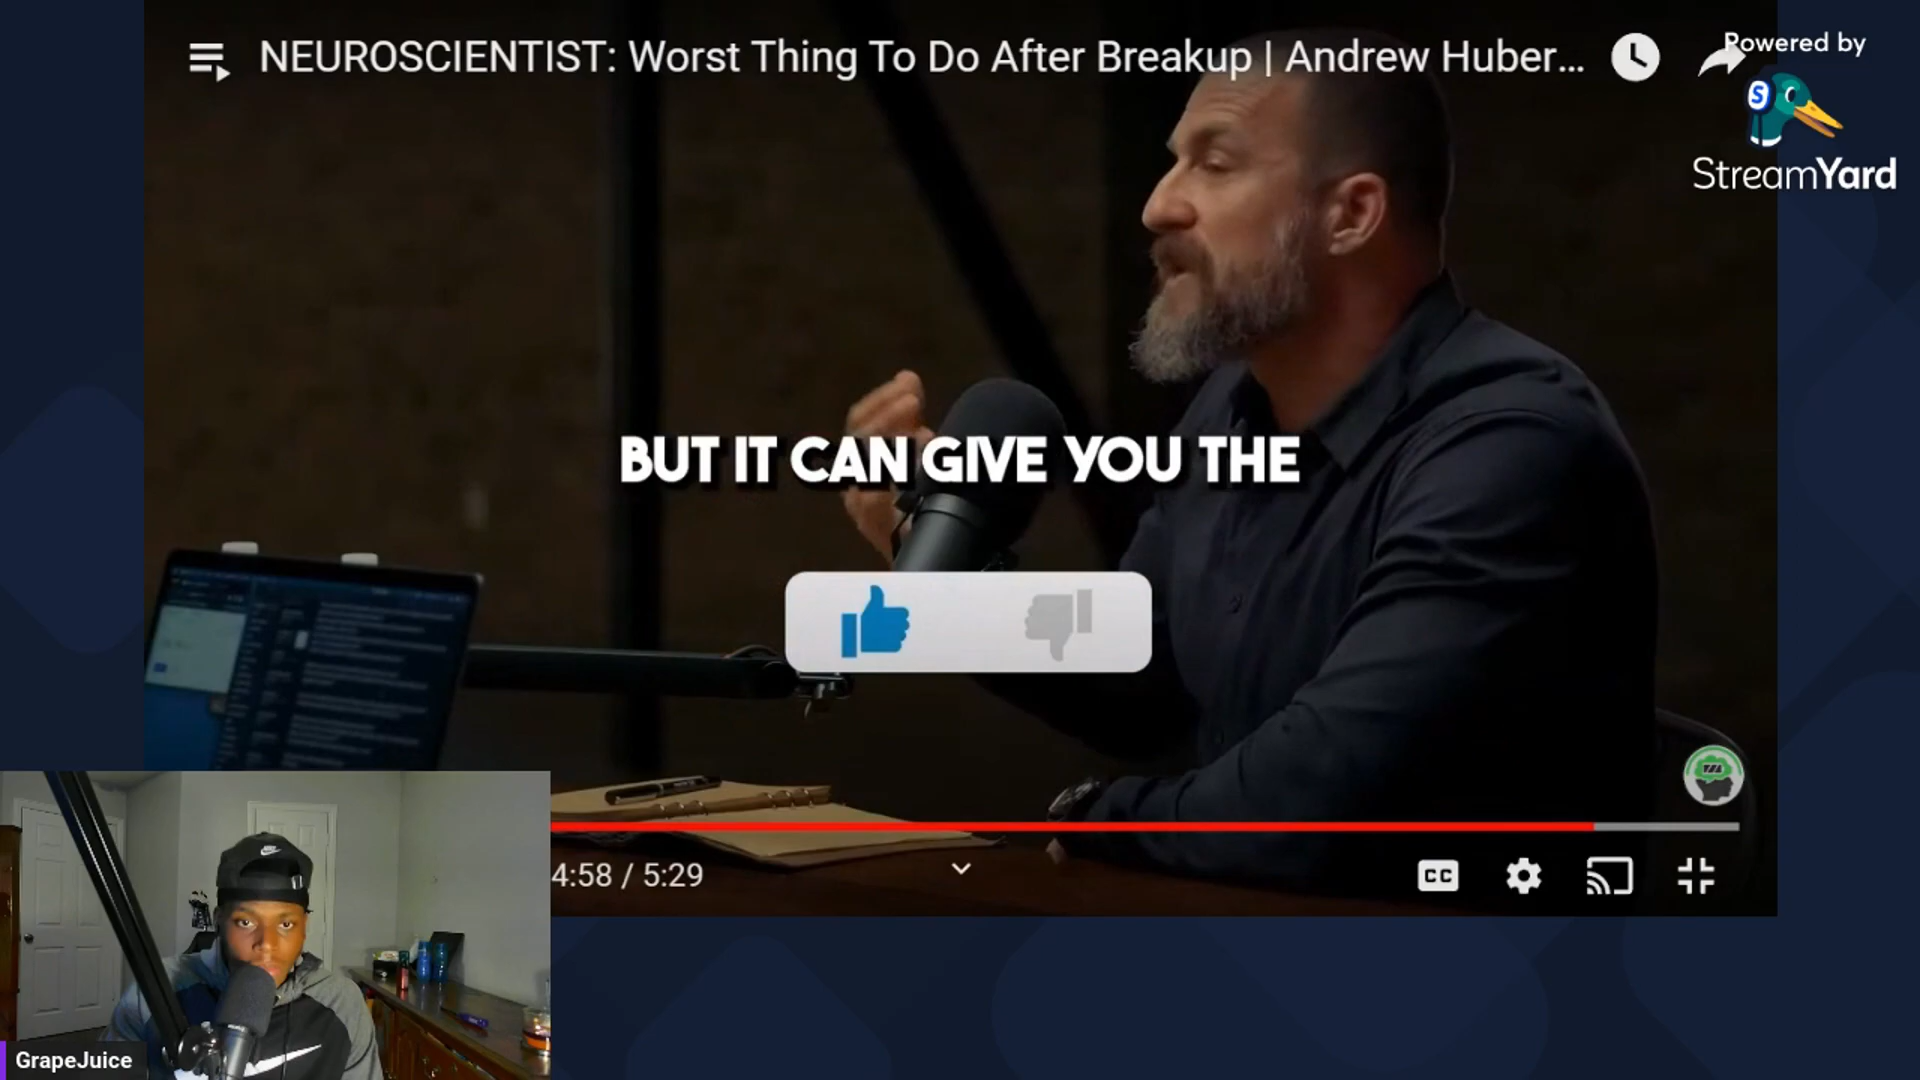 NEUROSCIENTIST: Worst Thing To Do After Breakup | Andrew Huber...
Powered by
S
StreamYard
BUT IT CAN GIVE YOU THE
4:58 / 5:29
CC
GrapeJuice